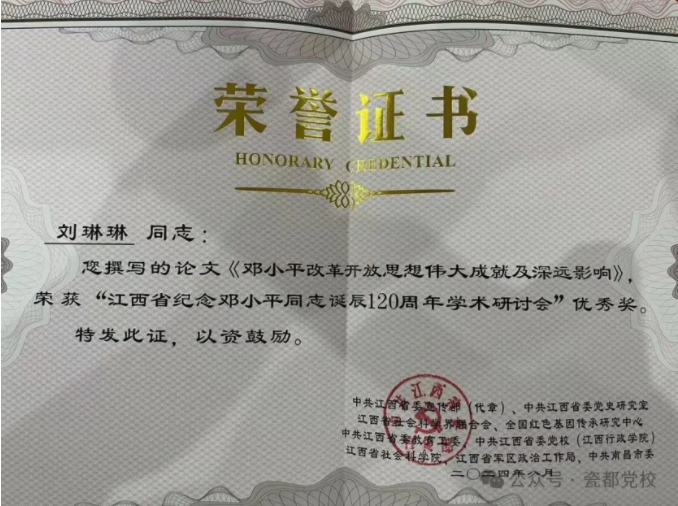 荣誉证书
HONORARY CREDENTIAL
刘琳琳 同志：
您撰写的论文《邓小平改革开放思想伟大成就及深远影响》，
荣获“江西省纪念邓小平同志诞辰120周年学术研讨会”优秀奖。
特发此证，以资鼓励。
中共江西省委宣传部（代章）、中共江西省委党史研究室
江西省社会科学界联合会、全国红色基因传承研究中心
中共江西省委教育工委、中共江西省委党校（江西行政学院）
江西省社会科学院、江西省军区政治工作局、中共南昌市委
二〇二四年八月
公众号·瓷都党校